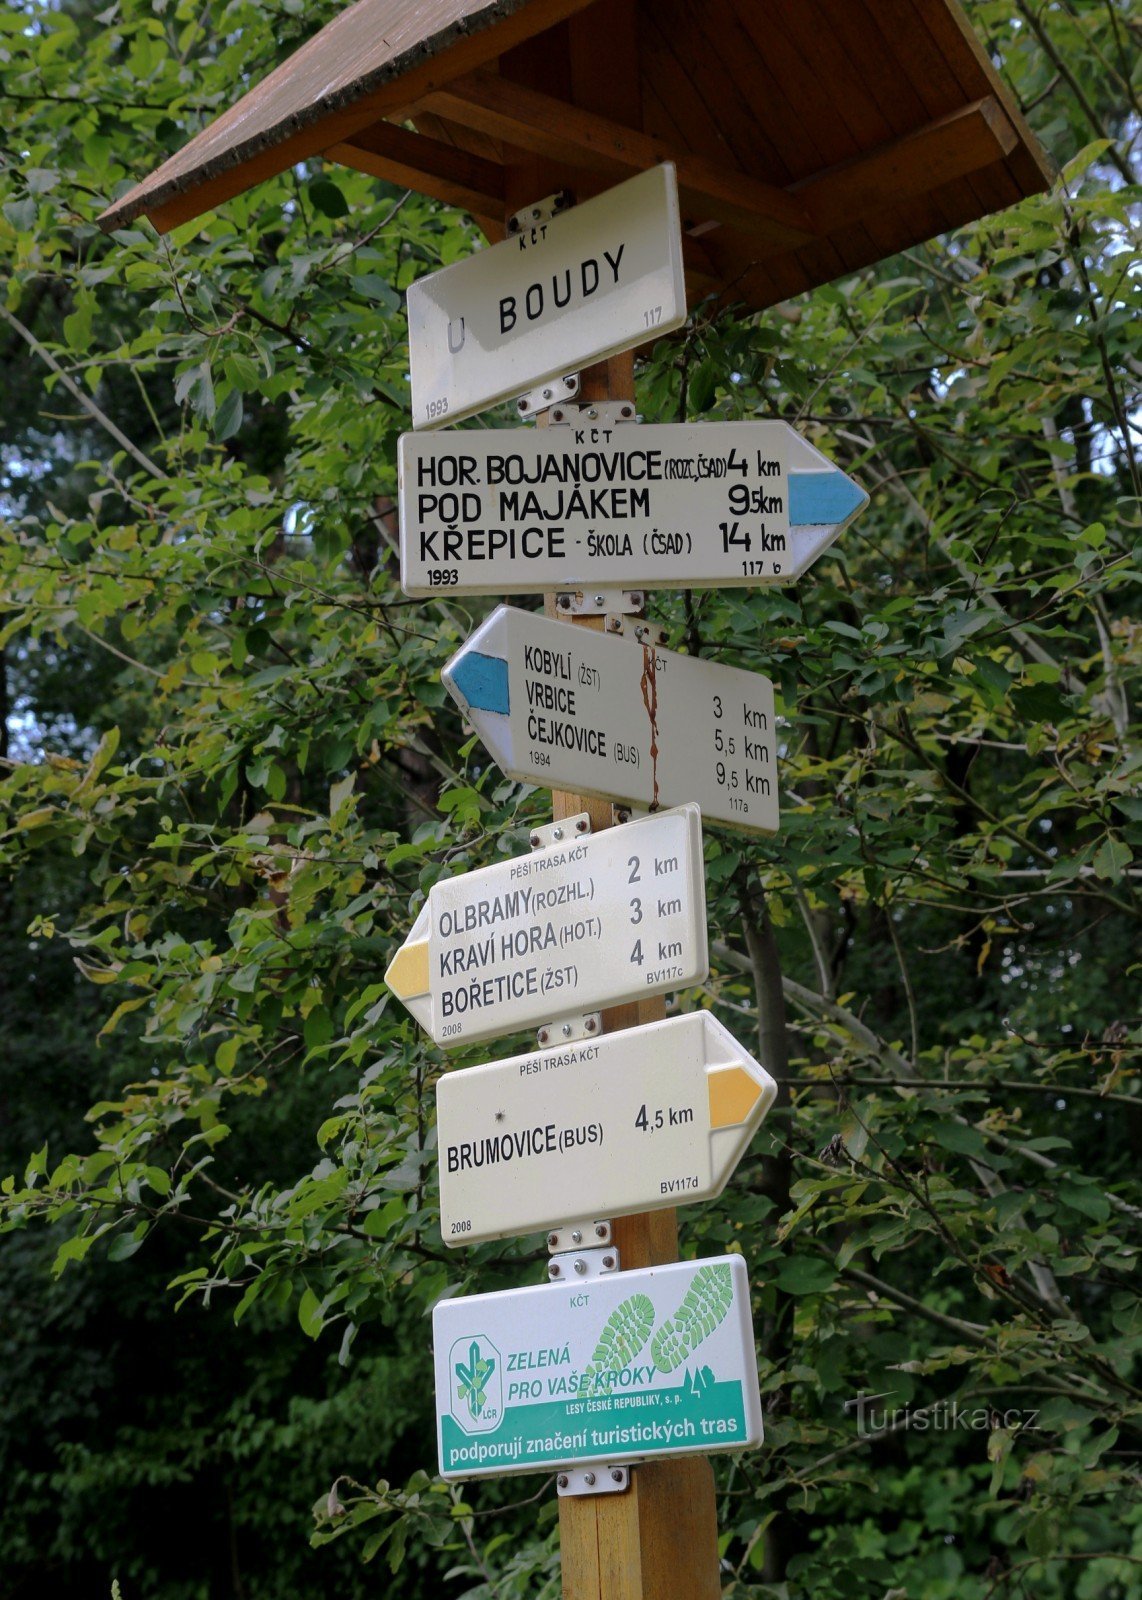 KČT
U BOUDY
117
1993
KČT
HOR. BOJANOVICE (ROZC.,ČSAD) 4 km
POD MAJÁKEM 9,5km
KŘEPICE - ŠKOLA (ČSAD) 14 km
1993 117 b
KČT
KOBYLÍ (ŽST) 3 km
VRBICE 5,5 km
ČEJKOVICE (BUS) 9,5 km
1994 117a
PĚŠÍ TRASA KČT
OLBRAMY(ROZHL.) 2 km
KRAVÍ HORA(HOT.) 3 km
BOŘETICE(ŽST) 4 km
2008 BV117c
PĚŠÍ TRASA KČT
BRUMOVICE(BUS) 4,5 km
2008 BV117d
KČT
ZELENÁ
PRO VAŠE KROKY
LESY ČESKÉ REPUBLIKY, s. p.
LČR
podporují značení turistických tras
Turistika.cz